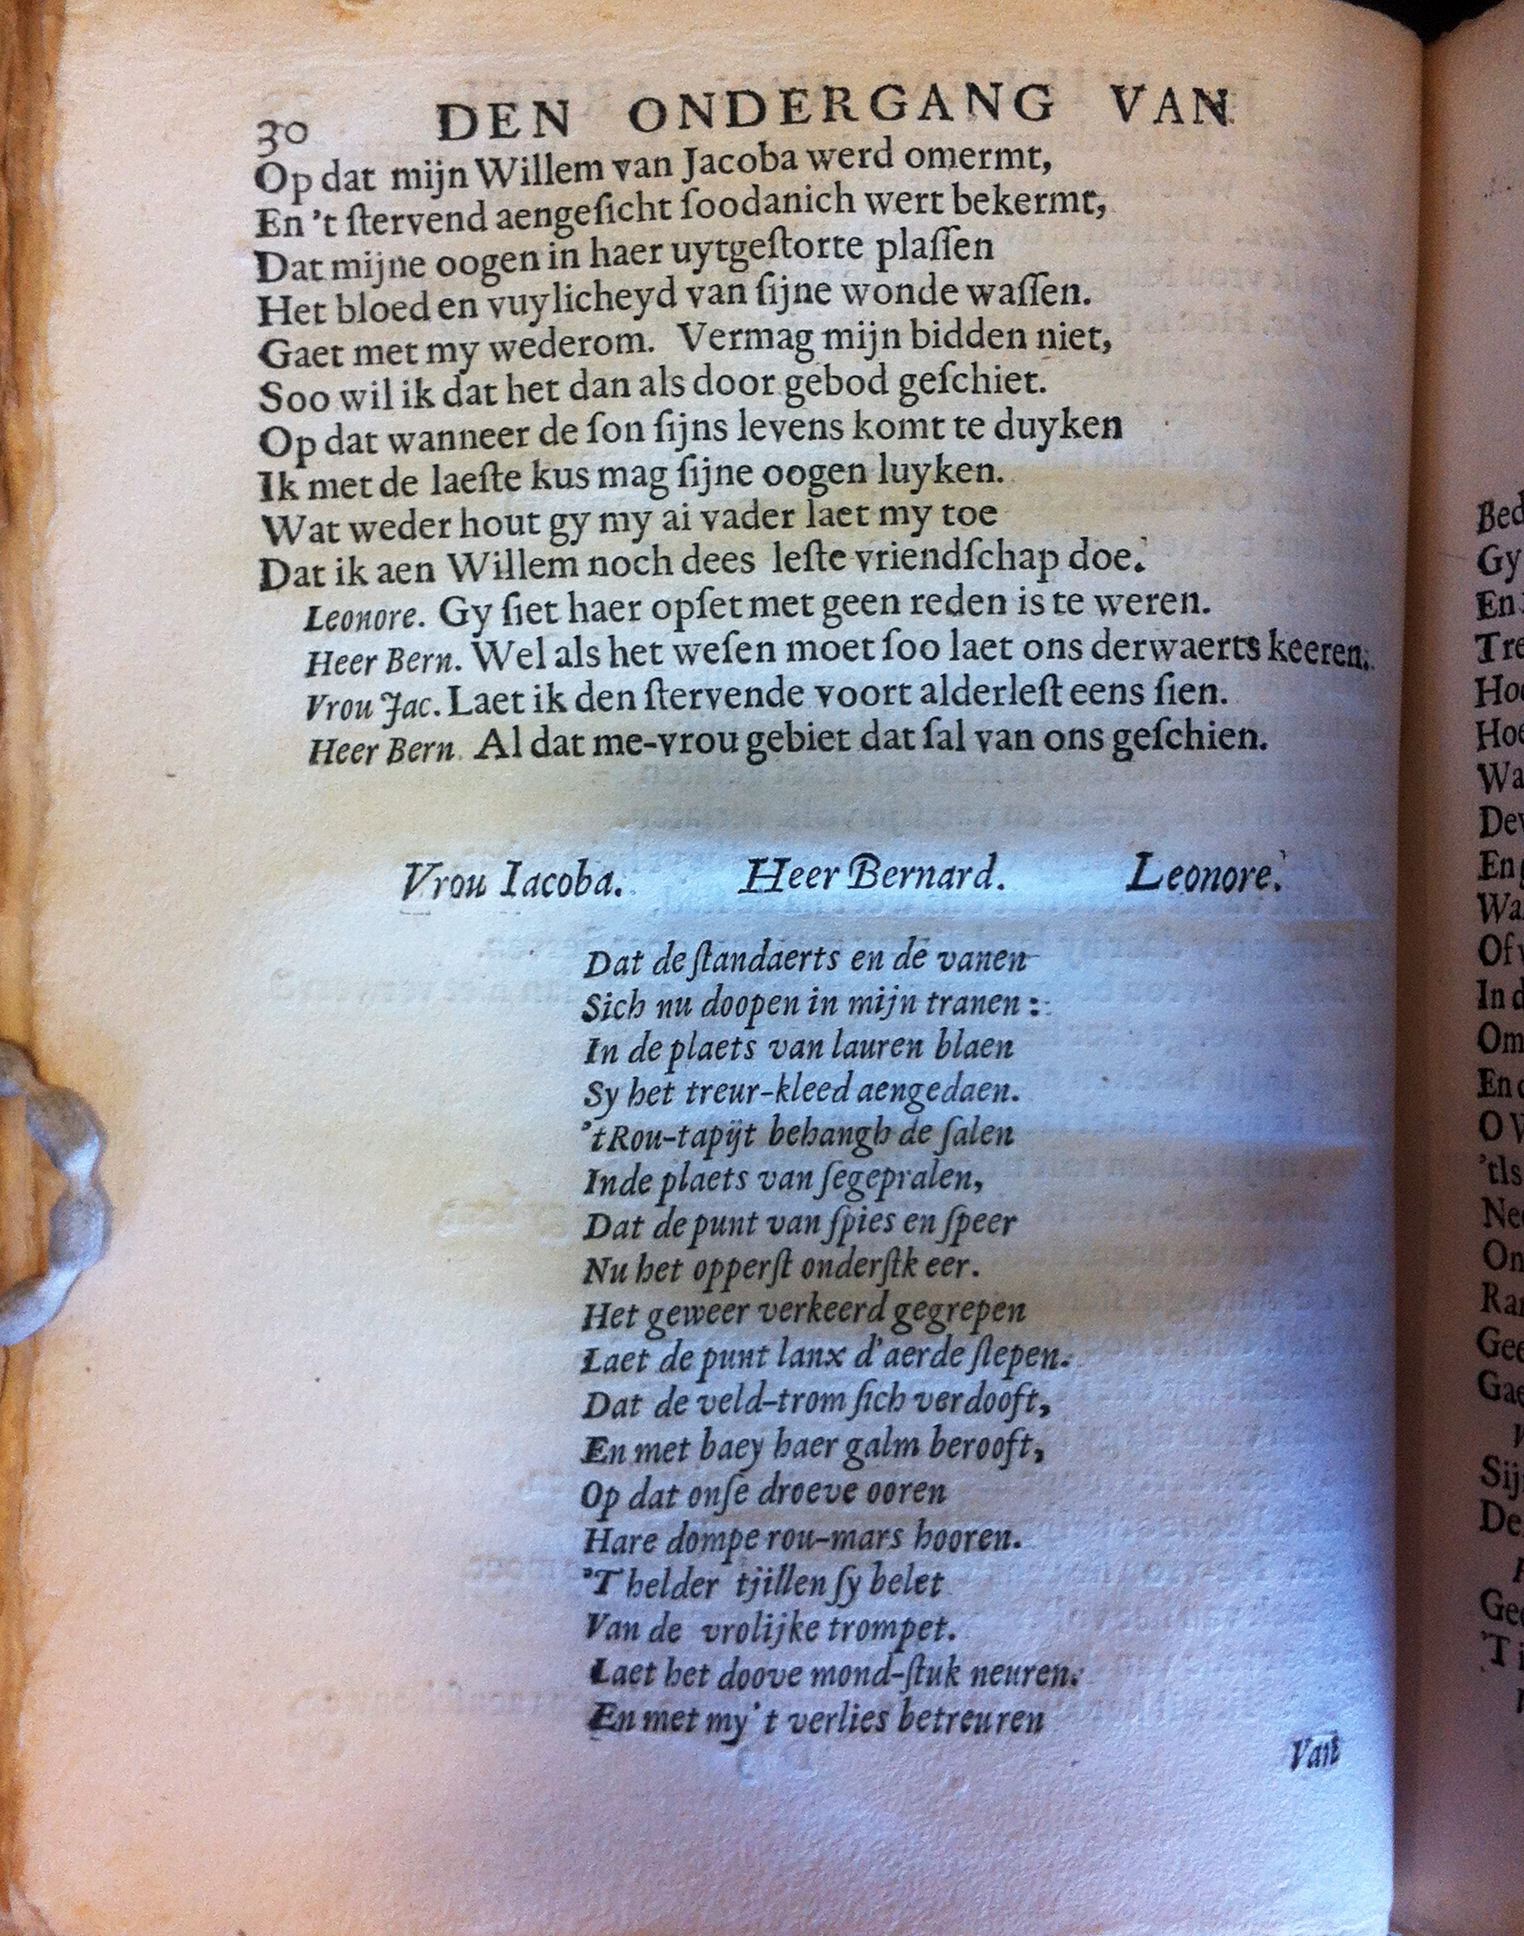 30 DEN ONDERGANG VAN
Op dat mijn Willem van Jacoba werd omermt,
En 't ſtervend aengeſicht ſoodanich wert bekermt,
Dat mijne oogen in haer uytgeſtorte plaſſen
Het bloed en vuylicheyd van ſijne wonde waſſen.
Gaet met my wederom. Vermag mijn bidden niet,
Soo wil ik dat het dan als door gebod geſchiet.
Op dat wanneer de ſon ſijns levens komt te duyken
Ik met de laeſte kus mag ſijne oogen luyken.
Wat weder hout gy my ai vader laet my toe
Dat ik aen Willem noch dees leſte vriendſchap doe.
Leonore. Gy ſiet haer opſet met geen reden is te weren.
Heer Bern. Wel als het weſen moet ſoo laet ons derwaerts keeren.
Vrou Jac. Laet ik den ſtervende voort alderleſt eens ſien.
Heer Bern. Al dat me-vrou gebiet dat ſal van ons geſchien.
Vrou Iacoba. Heer Bernard. Leonore.
Dat de ſtandaerts en de vanen
Sich nu doopen in mijn tranen:
In de plaets van lauren blaen
Sy het treur-kleed aengedaen.
't Rou-tapijt behangh de ſalen
Inde plaets van ſegepralen,
Dat de punt van ſpies en ſpeer
Nu het opperſt onderſt keer.
Het geweer verkeerd gegrepen
Laet de punt lanx d'aerde ſlepen.
Dat de veld-trom ſich verdooft,
En met baey haer galm berooft,
Op dat onſe droeve ooren
Hare dompe rou-mars hooren.
'T helder tjillen ſy belet
Van de vrolijke trompet.
Laet het doove mond-ſtuk neuren.
En met my 't verlies betreuren
Van
Gy
En
Tre
Wa